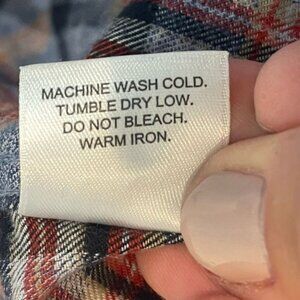 MACHINE WASH COLD.
TUMBLE DRY LOW.
DO NOT BLEACH.
WARM IRON.